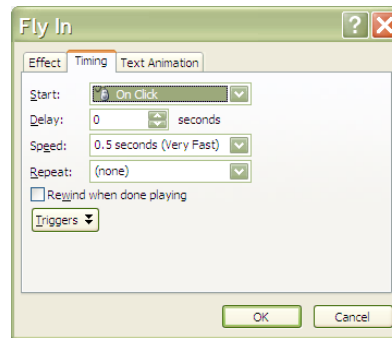 Fly In
Effect Timing Text Animation
Start: On Click
Delay: 0 seconds
Speed: 0.5 seconds (Very Fast)
Repeat: (none)
Rewind when done playing
Triggers
OK Cancel